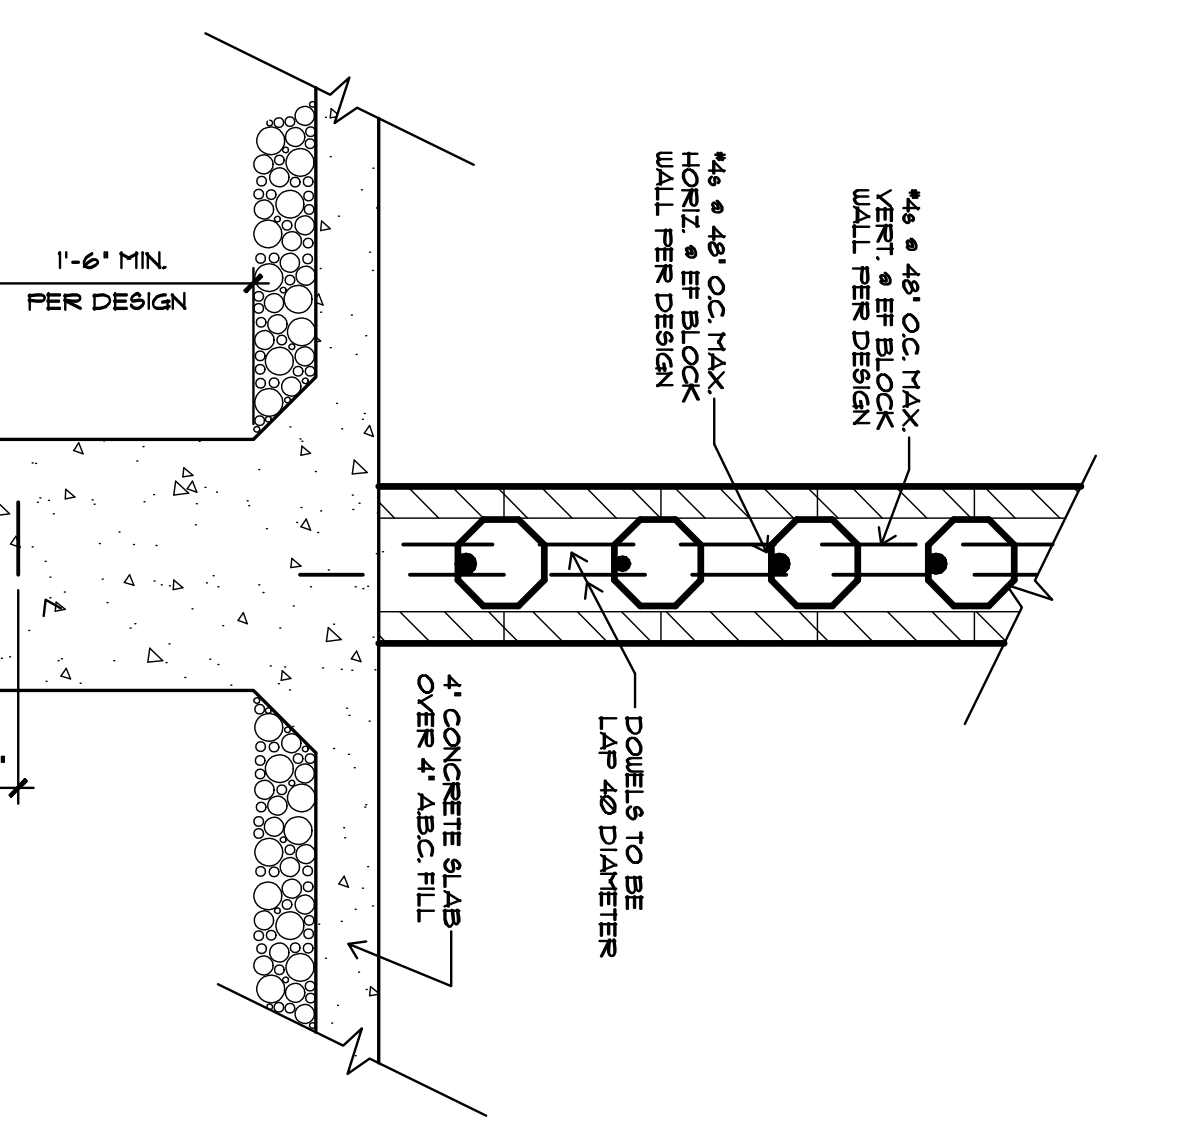 #4s @ 48" O.C. MAX.
VERT. @ EF BLOCK
WALL PER DESIGN
#4s @ 48" O.C. MAX.
HORIZ. @ EF BLOCK
WALL PER DESIGN
DOWELS TO BE
LAP 40 DIAMETER
4" CONCRETE SLAB
OVER 4" A.B.C. FILL
1'-6" MIN.
PER DESIGN